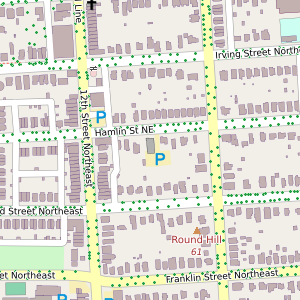 Line
Irving Street Northe
P
Hamlin St NE
12th Street Northeast
P
d Street Northeast
Round Hill
61
et Northeast
Franklin Street Northeast
P
P